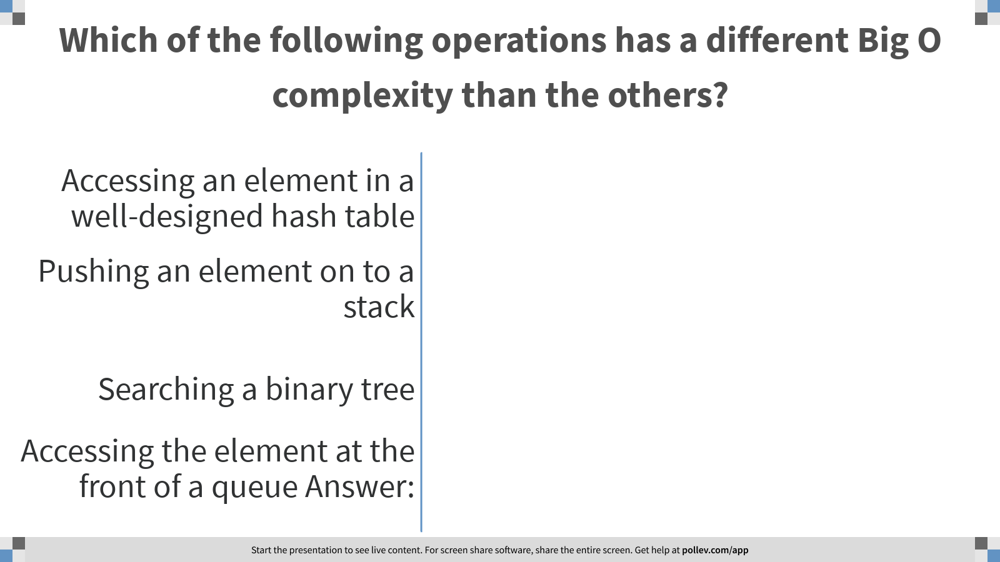 Which of the following operations has a different Big O
complexity than the others?
Accessing an element in a
well-designed hash table
Pushing an element on to a
stack
Searching a binary tree
Accessing the element at the
front of a queue Answer:
Start the presentation to see live content. For screen share software, share the entire screen. Get help at pollev.com/app